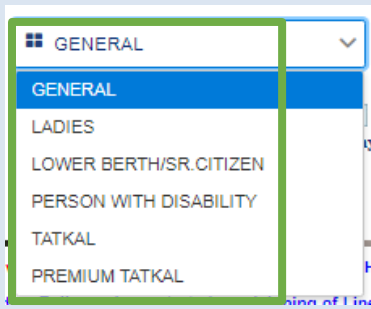 GENERAL
GENERAL
LADIES
LOWER BERTH/SR.CITIZEN
PERSON WITH DISABILITY
TATKAL
PREMIUM TATKAL